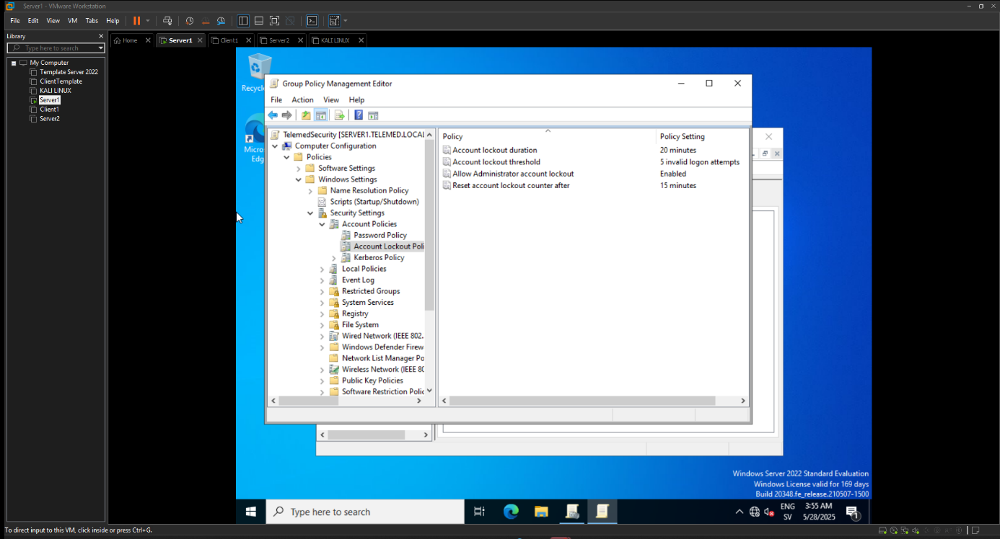 Server1 - VMware Workstation
File Edit View VM Tabs Help
Library
Type here to search
My Computer
Template Server 2022
ClientTemplate
KALI LINUX
Server1
Client1
Server2
Home Server1 Client1 Server2 KALI LINUX
Group Policy Management Editor
File Action View Help
TelemedSecurity [SERVER1.TELEMED.LOCAL
Computer Configuration
Policies
Software Settings
Windows Settings
Name Resolution Policy
Scripts (Startup/Shutdown)
Security Settings
Account Policies
Password Policy
Account Lockout Poli
Kerberos Policy
Local Policies
Event Log
Restricted Groups
System Services
Registry
File System
Wired Network (IEEE 802.
Windows Defender Firew
Network List Manager Po
Wireless Network (IEEE 80
Public Key Policies
Software Restriction Polic
Policy Policy Setting
Account lockout duration 20 minutes
Account lockout threshold 5 invalid logon attempts
Allow Administrator account lockout Enabled
Reset account lockout counter after 15 minutes
Recycl
Micros
Edg
Windows Server 2022 Standard Evaluation
Windows License valid for 169 days
Build 20348.fe_release.210507-1500
Type here to search
ENG
SV
3:55 AM
5/28/2025
1
To direct input to this VM, click inside or press Ctrl+G.